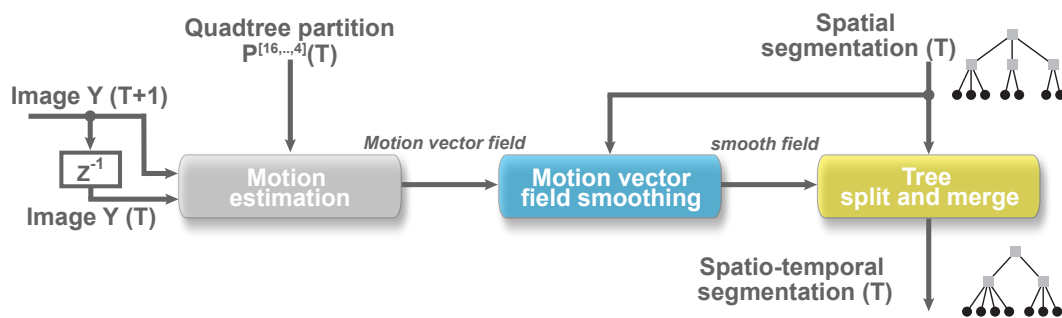 Quadtree partition
P[16,..,4](T)
Spatial
segmentation (T)
Image Y (T+1)
Motion vector field
smooth field
z-1
Motion
estimation
Motion vector
field smoothing
Tree
split and merge
Image Y (T)
Spatio-temporal
segmentation (T)